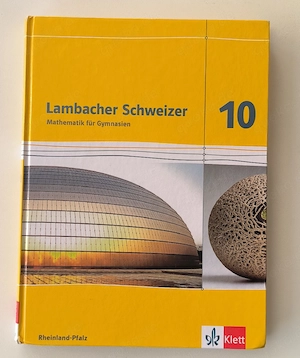 Lambacher Schweizer
10
Mathematik für Gymnasien
Rheinland-Pfalz
Klett